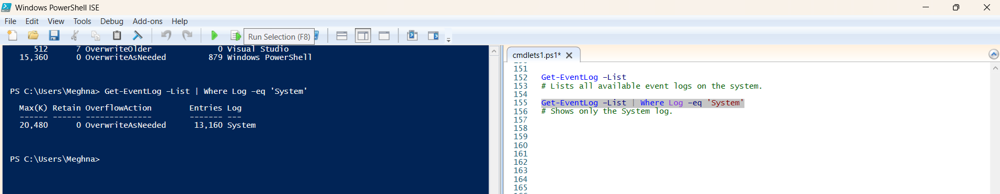 Windows PowerShell ISE
File Edit View Tools Debug Add-ons Help
Run Selection (F8)
512 7 OverwriteOlder 0 Visual Studio
15,360 0 OverwriteAsNeeded 879 Windows PowerShell
PS C:\Users\Meghna> Get-EventLog -List | Where Log -eq 'System'
Max(K) Retain OverflowAction Entries Log
------ ------ -------------- ------- ---
20,480 0 OverwriteAsNeeded 13,160 System
PS C:\Users\Meghna>
cmdlets1.ps1*
151
152 Get-EventLog -List
153 # Lists all available event logs on the system.
154
155 Get-EventLog -List | Where Log -eq 'System'
156 # Shows only the System log.
157
158
159
160
161
162
163
164
165